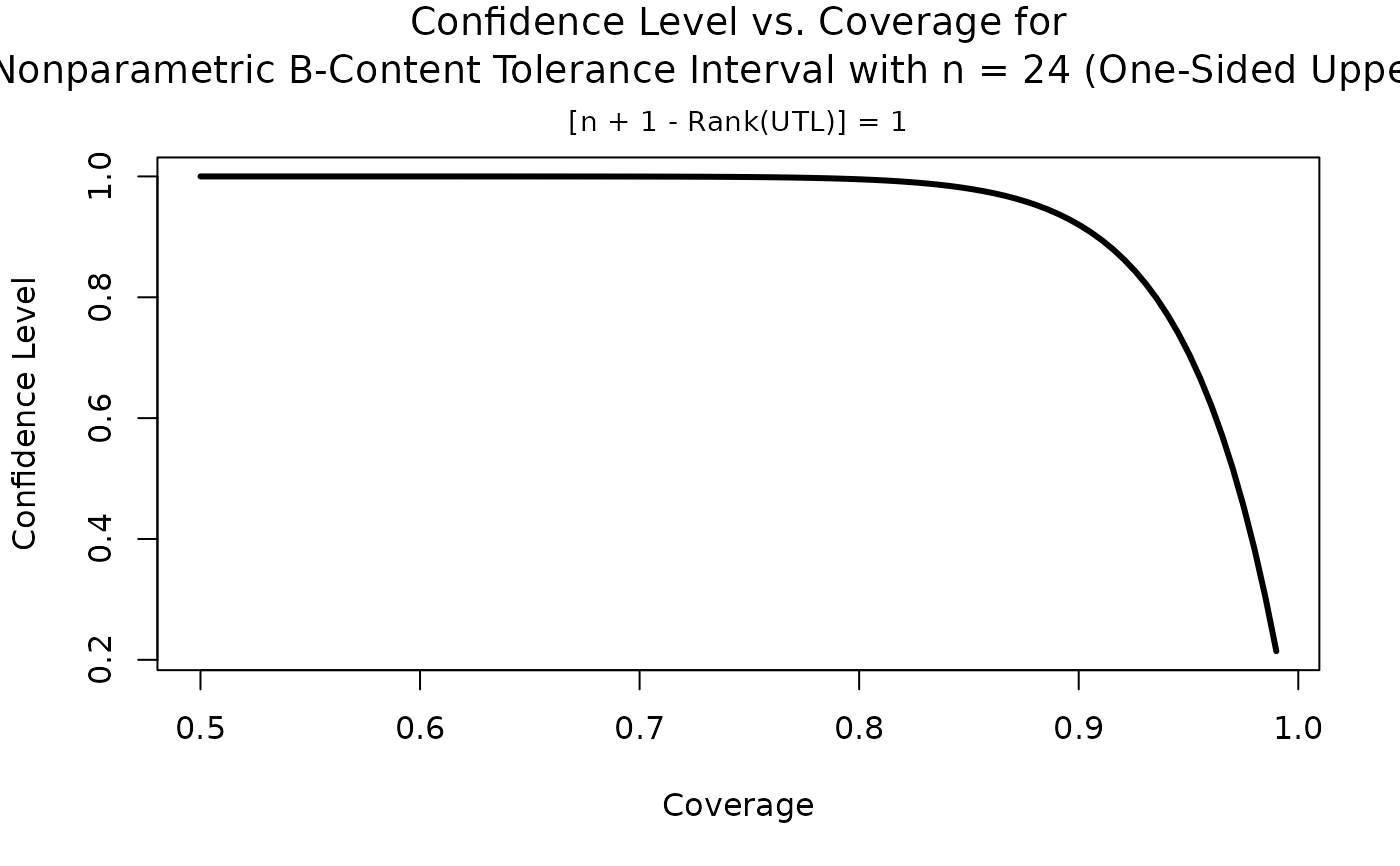 Confidence Level vs. Coverage for
Nonparametric B-Content Tolerance Interval with n = 24 (One-Sided Uppe
[n + 1 - Rank(UTL)] = 1
Confidence Level
1.0
0.8
0.6
0.4
0.2
0.5 0.6 0.7 0.8 0.9 1.0
Coverage